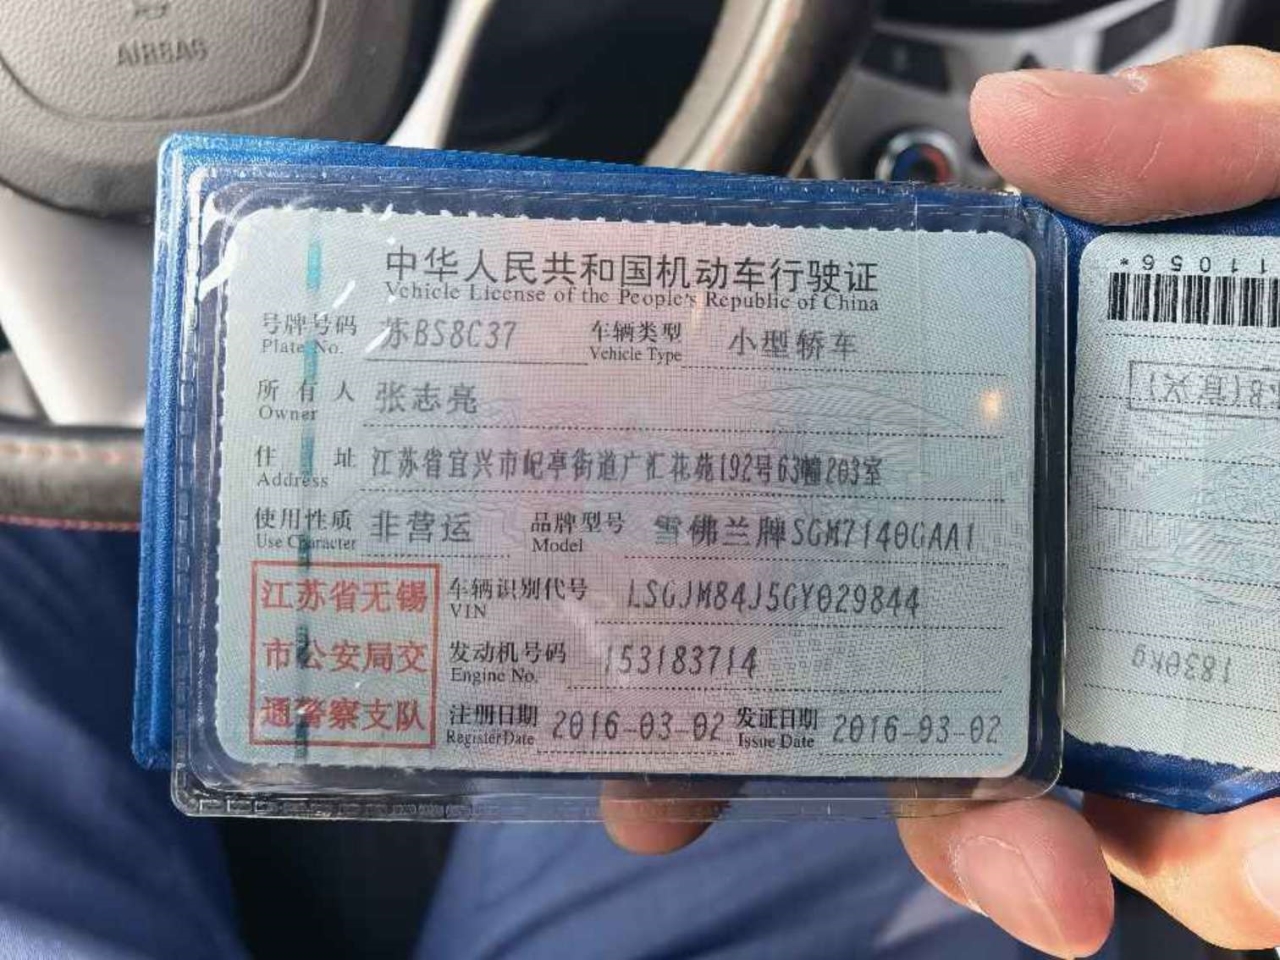 AIRBAG
中华人民共和国机动车行驶证
Vehicle License of the People's Republic of China
号牌号码 苏BS8C37 车辆类型 小型轿车
Plate No. Vehicle Type
所有人 张志亮
Owner
住址 江苏省宜兴市屺亭街道广汇花苑192号63幢203室
Address
使用性质 非营运 品牌型号 雪佛兰牌SGM7140GAA1
Use Character Model
江苏省无锡
市公安局交
通警察支队
车辆识别代号 LSGJM84J5GY029844
VIN
发动机号码 153183714
Engine No.
注册日期 2016-03-02 发证日期 2016-03-02
Register Date Issue Date
11056*
1830kg